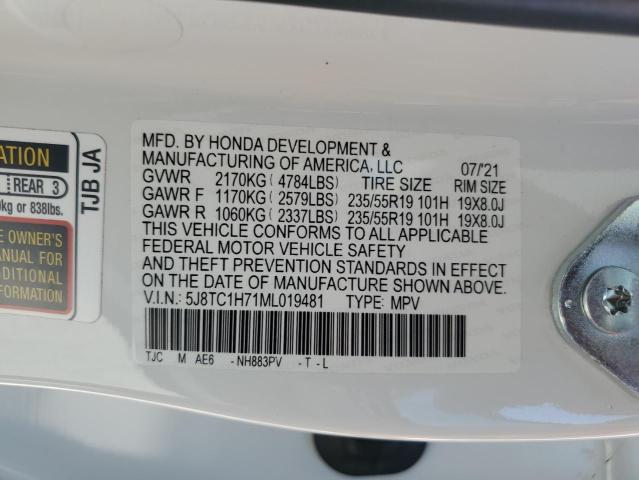 ATION
REAR 3
0kg or 838lbs.
E OWNER'S
ANUAL FOR
DDITIONAL
ORMATION
TJB JA
MFD. BY HONDA DEVELOPMENT &
MANUFACTURING OF AMERICA, LLC 07/'21
GVWR 2170KG (4784LBS) TIRE SIZE RIM SIZE
GAWR F 1170KG (2579LBS) 235/55R19 101H 19X8.0J
GAWR R 1060KG (2337LBS) 235/55R19 101H 19X8.0J
THIS VEHICLE CONFORMS TO ALL APPLICABLE
FEDERAL MOTOR VEHICLE SAFETY
AND THEFT PREVENTION STANDARDS IN EFFECT
ON THE DATE OF MANUFACTURE SHOWN ABOVE.
V.I.N.: 5J8TC1H71ML019481 TYPE: MPV
TJC M AE6 -NH883PV -T -L